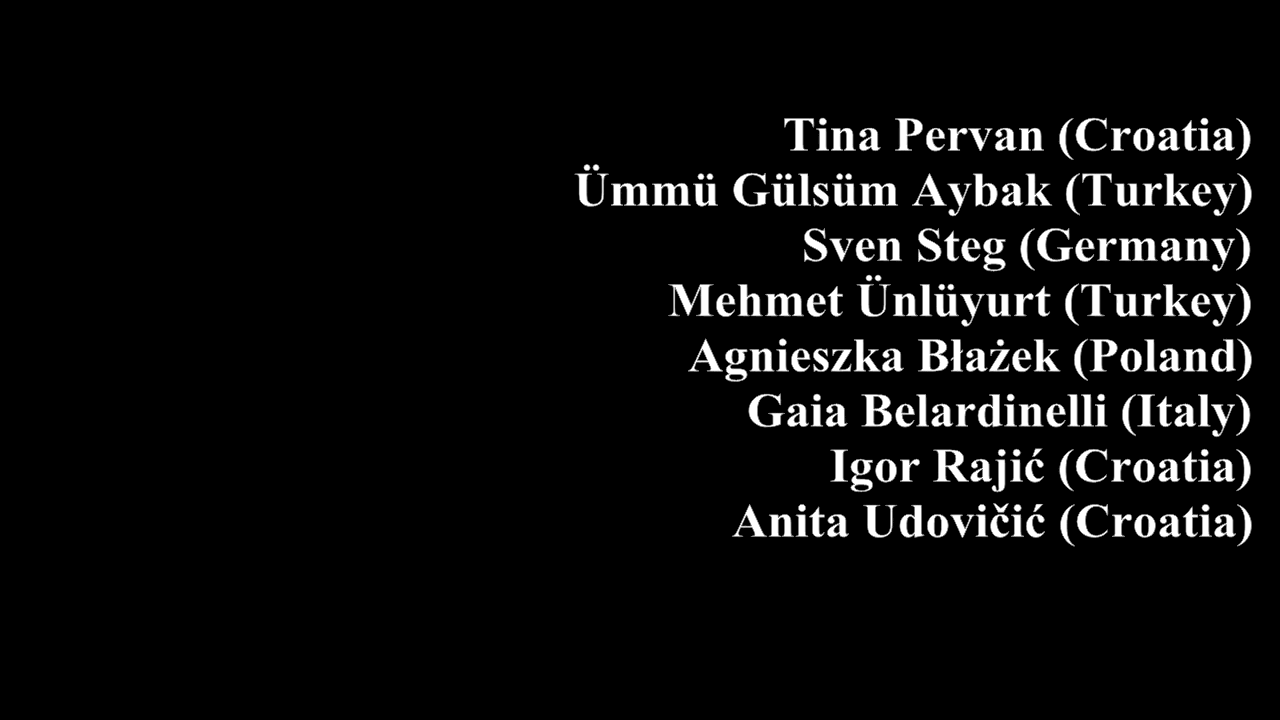 Tina Pervan (Croatia)
Ümmü Gülsüm Aybak (Turkey)
Sven Steg (Germany)
Mehmet Ünlüyurt (Turkey)
Agnieszka Błażek (Poland)
Gaia Belardinelli (Italy)
Igor Rajić (Croatia)
Anita Udovičić (Croatia)